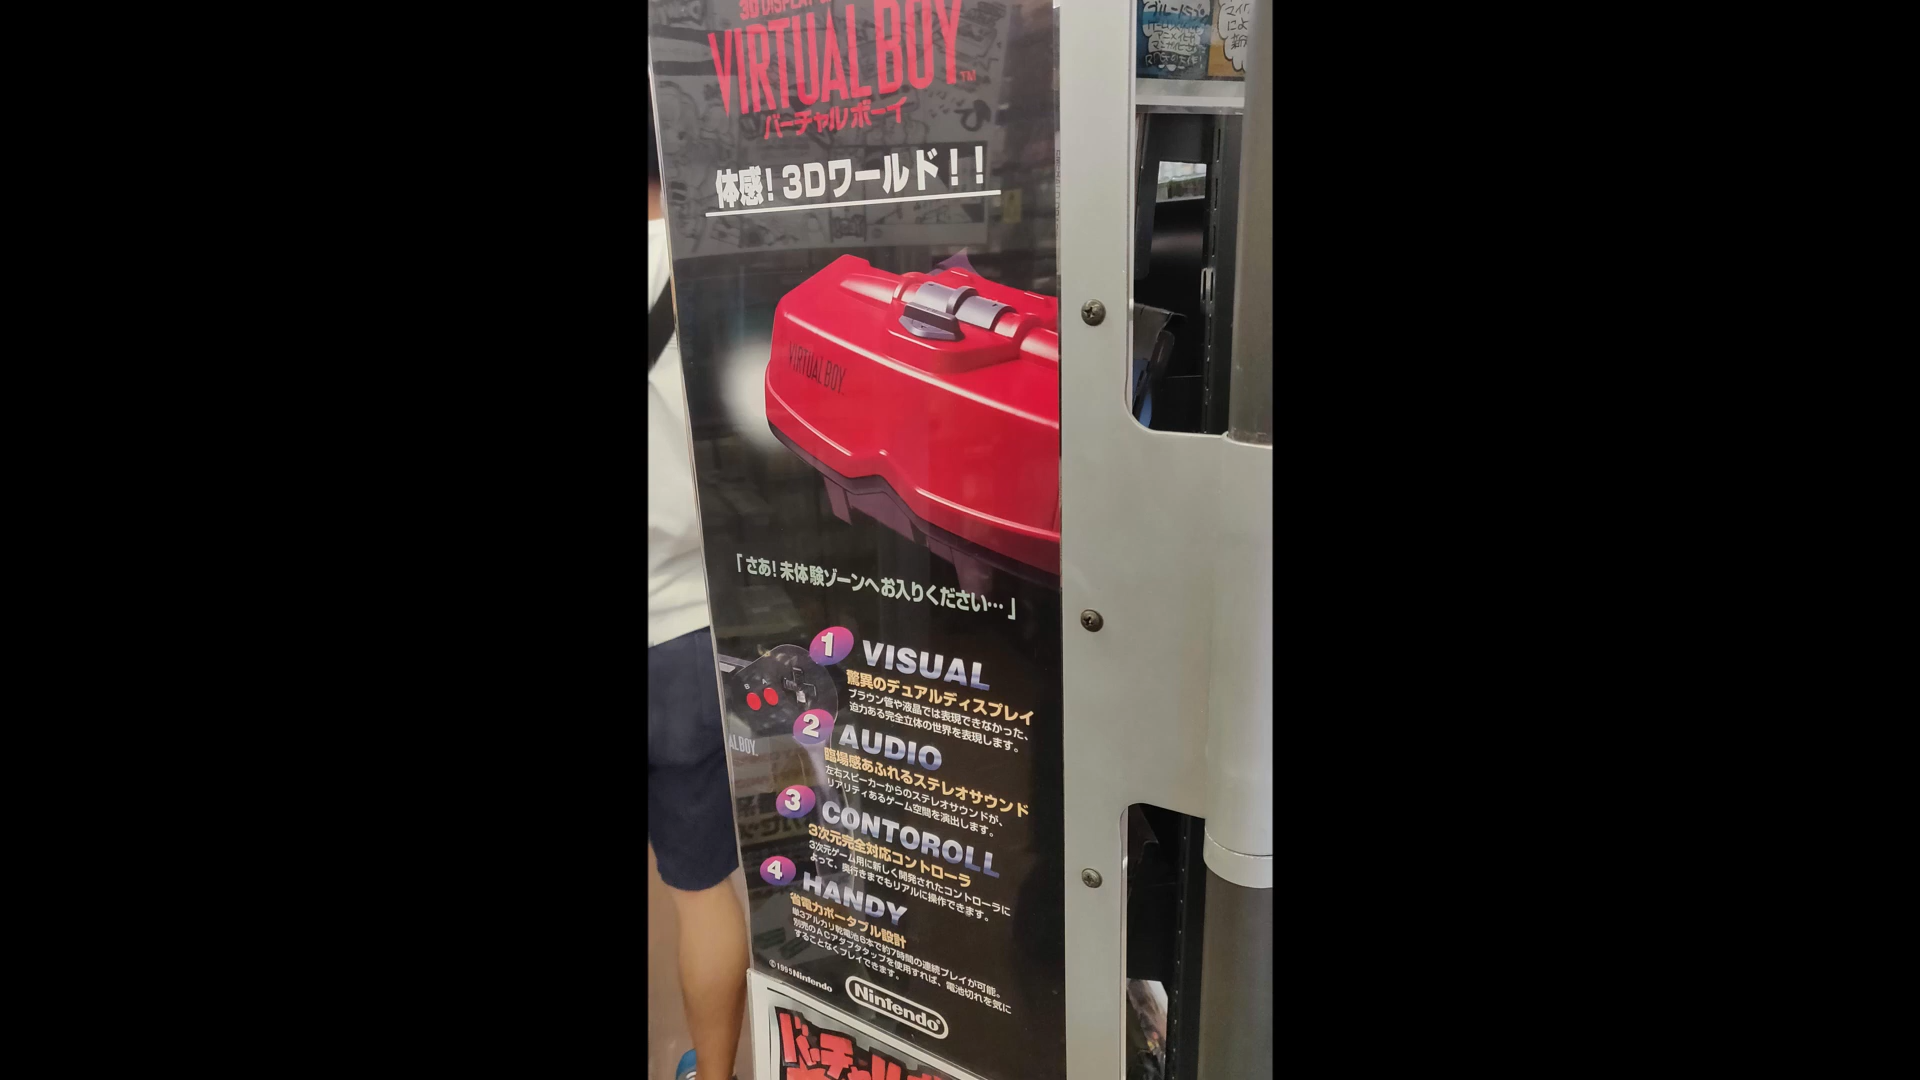 3D DISPLAY
VIRTUAL BOY™
バーチャルボーイ
体感！3Dワールド！！
VIRTUAL BOY.
「さあ！未体験ゾーンへお入りください…」
1 VISUAL
驚異のデュアルディスプレイ
ブラウン管や液晶では表現できなかった、
迫力ある完全立体の世界を表現します。
B A
ALBOY.
2 AUDIO
臨場感あふれるステレオサウンド
左右スピーカーからのステレオサウンドが、
リアリティあるゲーム空間を演出します。
3 CONTOROLL
3次元完全対応コントローラ
3次元ゲーム用に新しく開発されたコントローラに
よって、奥行きまでもリアルに操作できます。
4 HANDY
省電力ポータブル設計
単3アルカリ乾電池6本で約7時間の連続プレイが可能。
別売のACアダプタタップを使用すれば、電池切れを気に
することなくプレイできます。
©1995Nintendo
Nintendo
バーチャル